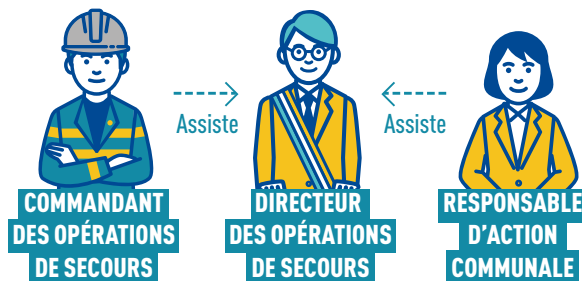 Assiste
Assiste
COMMANDANT
DES OPÉRATIONS
DE SECOURS
DIRECTEUR
DES OPÉRATIONS
DE SECOURS
RESPONSABLE
D'ACTION
COMMUNALE